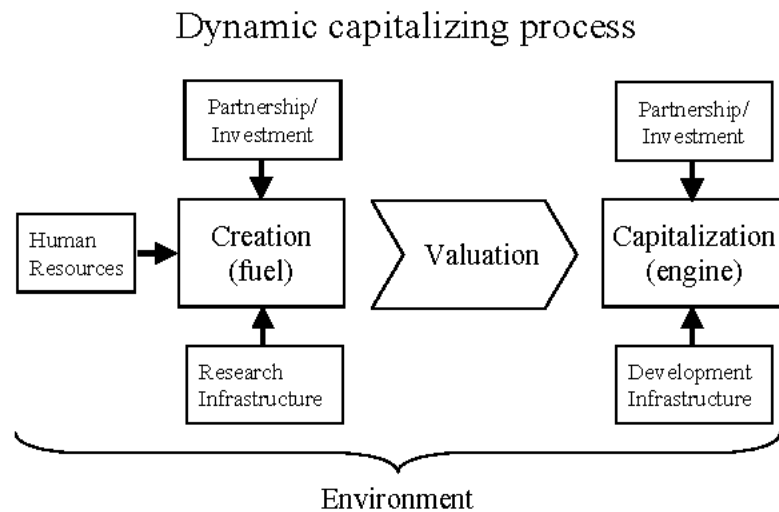 Dynamic capitalizing process
Partnership/
Investment
Partnership/
Investment
Human
Resources
Creation
(fuel)
Valuation
Capitalization
(engine)
Research
Infrastructure
Development
Infrastructure
Environment